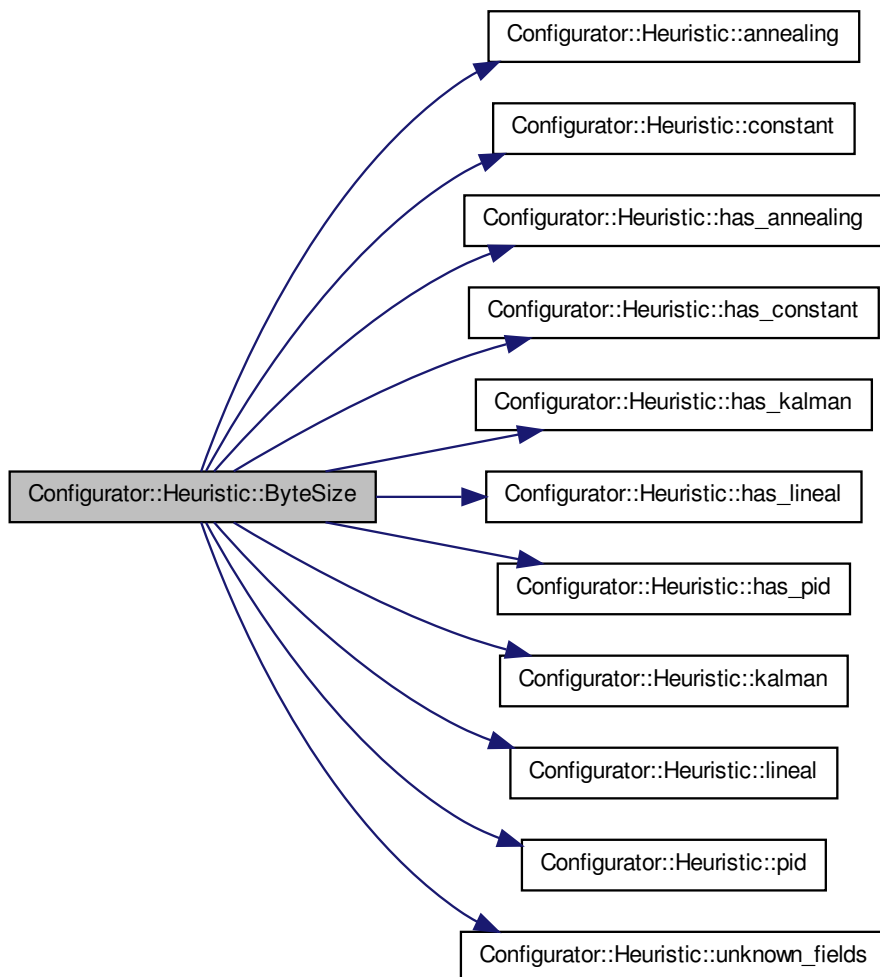 Configurator::Heuristic::annealing
Configurator::Heuristic::constant
Configurator::Heuristic::has_annealing
Configurator::Heuristic::has_constant
Configurator::Heuristic::has_kalman
Configurator::Heuristic::ByteSize
Configurator::Heuristic::has_lineal
Configurator::Heuristic::has_pid
Configurator::Heuristic::kalman
Configurator::Heuristic::lineal
Configurator::Heuristic::pid
Configurator::Heuristic::unknown_fields